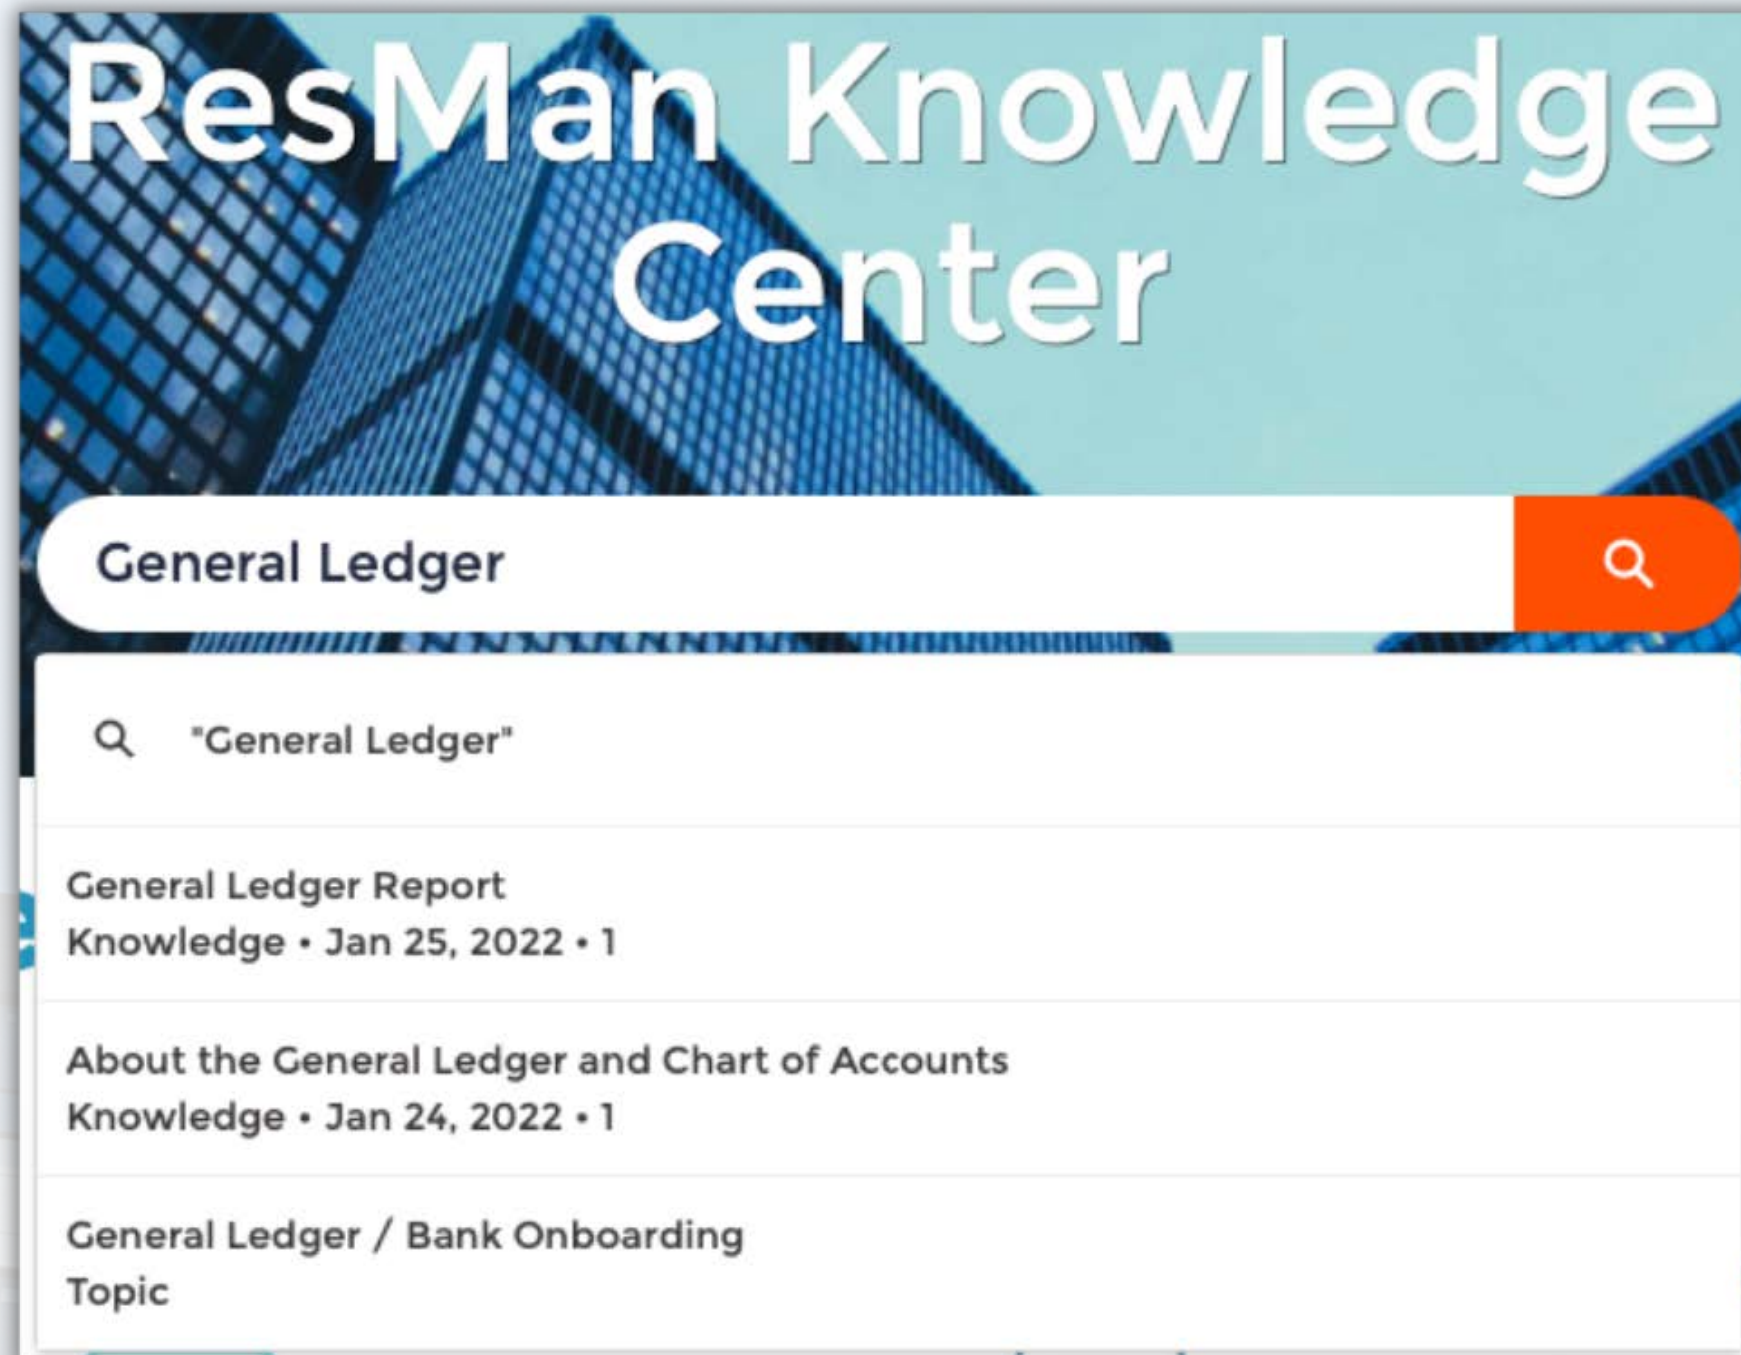 ResMan Knowledge
Center
General Ledger
"General Ledger"
General Ledger Report
Knowledge • Jan 25, 2022 • 1
About the General Ledger and Chart of Accounts
Knowledge • Jan 24, 2022 • 1
General Ledger / Bank Onboarding
Topic